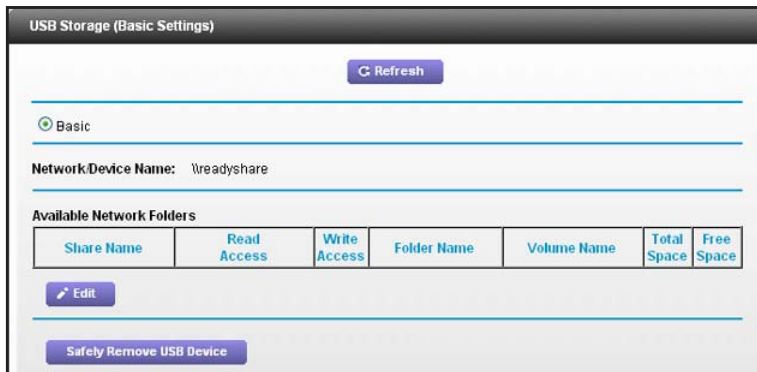 USB Storage (Basic Settings)
Refresh
Basic
Network/Device Name: \\readyshare
Available Network Folders
Share Name Read Access Write Access Folder Name Volume Name Total Space Free Space
Edit
Safely Remove USB Device